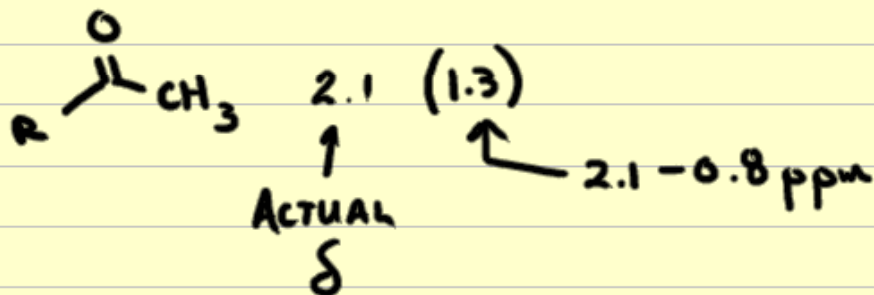 O
R CH3 2.1 (1.3)
2.1 - 0.8 ppm
ACTUAL
δ